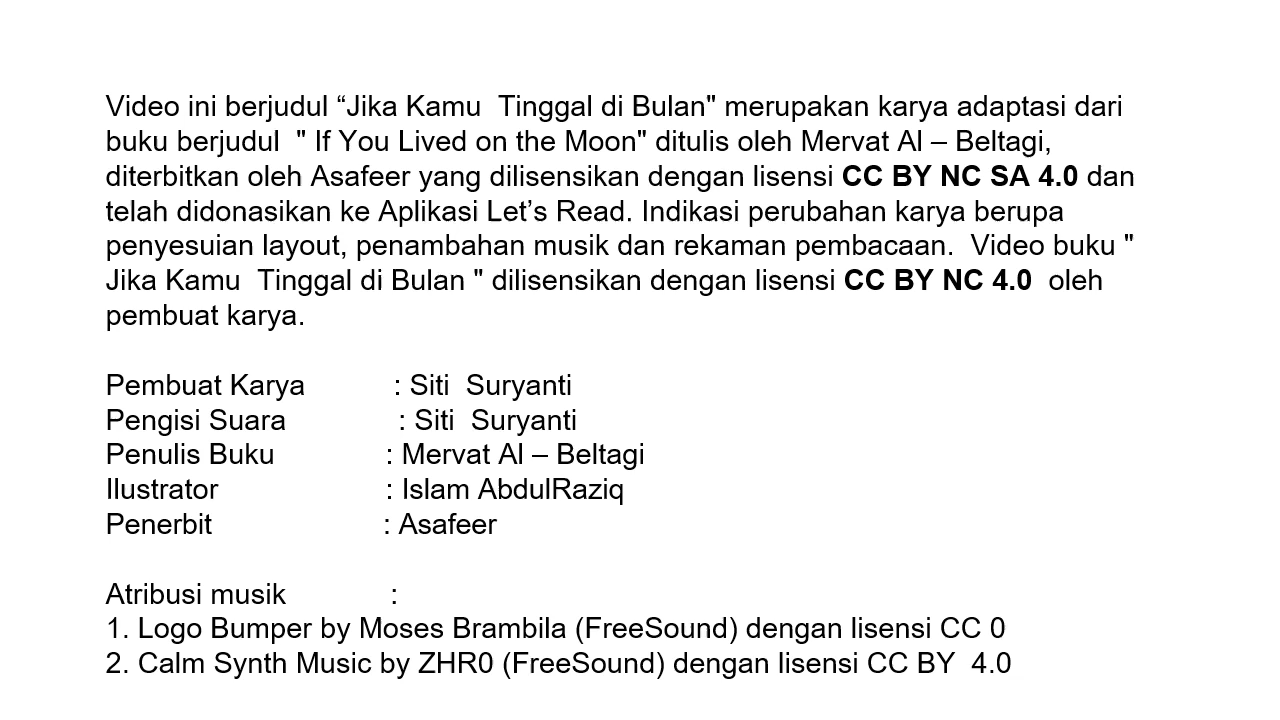 Video ini berjudul “Jika Kamu  Tinggal di Bulan" merupakan karya adaptasi dari
buku berjudul  " If You Lived on the Moon" ditulis oleh Mervat Al – Beltagi,
diterbitkan oleh Asafeer yang dilisensikan dengan lisensi CC BY NC SA 4.0 dan
telah didonasikan ke Aplikasi Let’s Read. Indikasi perubahan karya berupa
penyesuian layout, penambahan musik dan rekaman pembacaan.  Video buku "
Jika Kamu  Tinggal di Bulan " dilisensikan dengan lisensi CC BY NC 4.0  oleh
pembuat karya.
Pembuat Karya : Siti  Suryanti
Pengisi Suara : Siti  Suryanti
Penulis Buku : Mervat Al – Beltagi
Ilustrator : Islam AbdulRaziq
Penerbit : Asafeer
Atribusi musik :
1. Logo Bumper by Moses Brambila (FreeSound) dengan lisensi CC 0
2. Calm Synth Music by ZHR0 (FreeSound) dengan lisensi CC BY  4.0